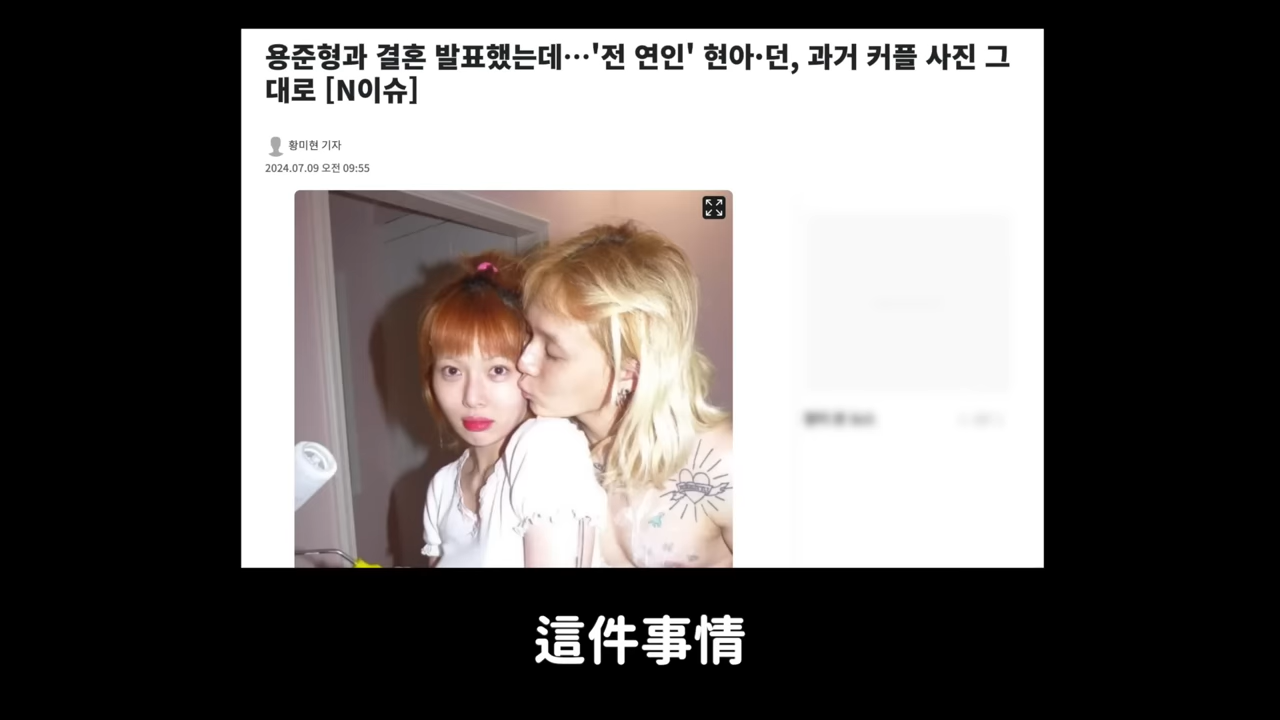 용준형과 결혼 발표했는데…'전 연인' 현아·던, 과거 커플 사진 그
대로 [N이슈]
황미현 기자
2024.07.09 오전 09:55
這件事情